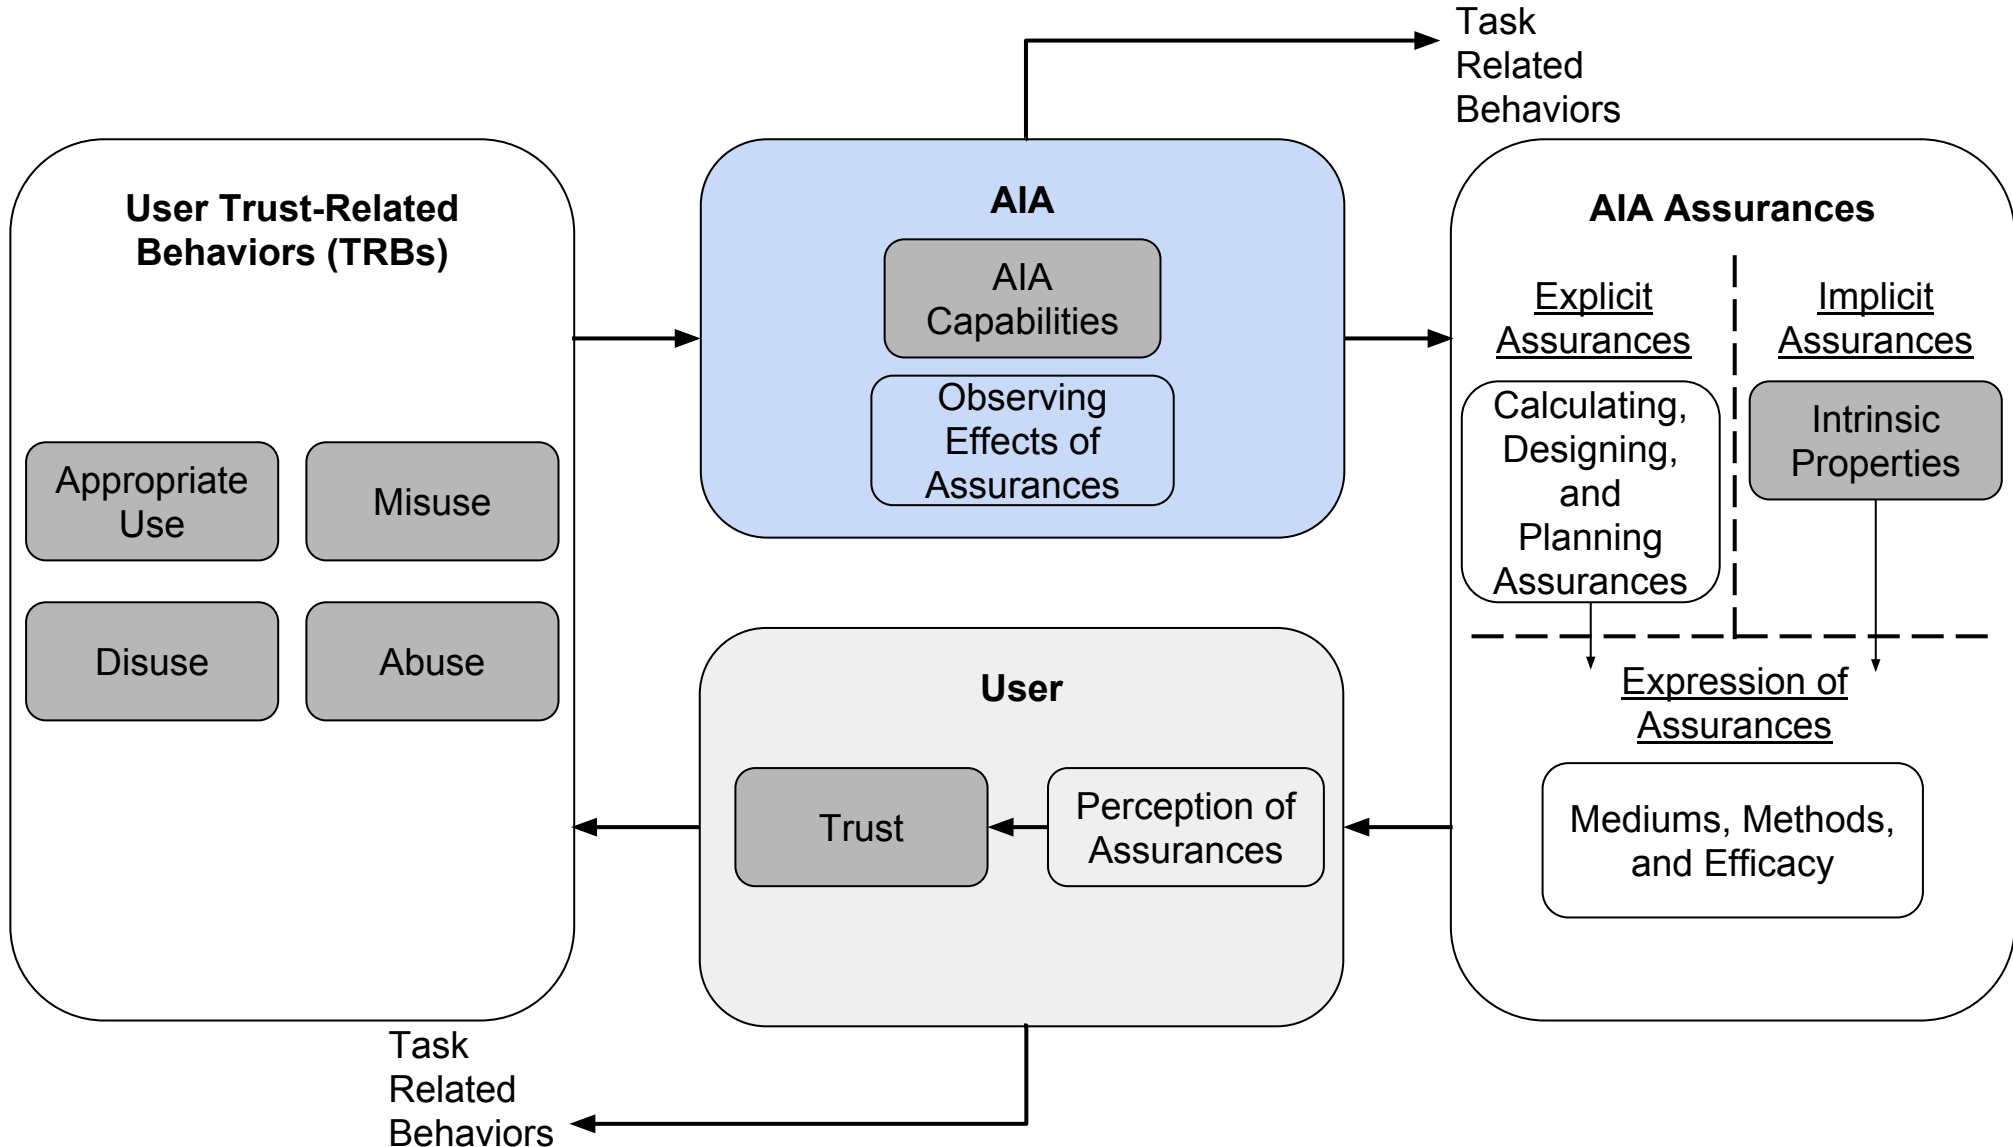 Task
Related
Behaviors
User Trust-Related
Behaviors (TRBs)
Appropriate
Use
Misuse
Disuse
Abuse
AIA
AIA
Capabilities
Observing
Effects of
Assurances
AIA Assurances
Explicit
Assurances
Implicit
Assurances
Calculating,
Designing,
and
Planning
Assurances
Intrinsic
Properties
Expression of
Assurances
Mediums, Methods,
and Efficacy
User
Trust
Perception of
Assurances
Task
Related
Behaviors